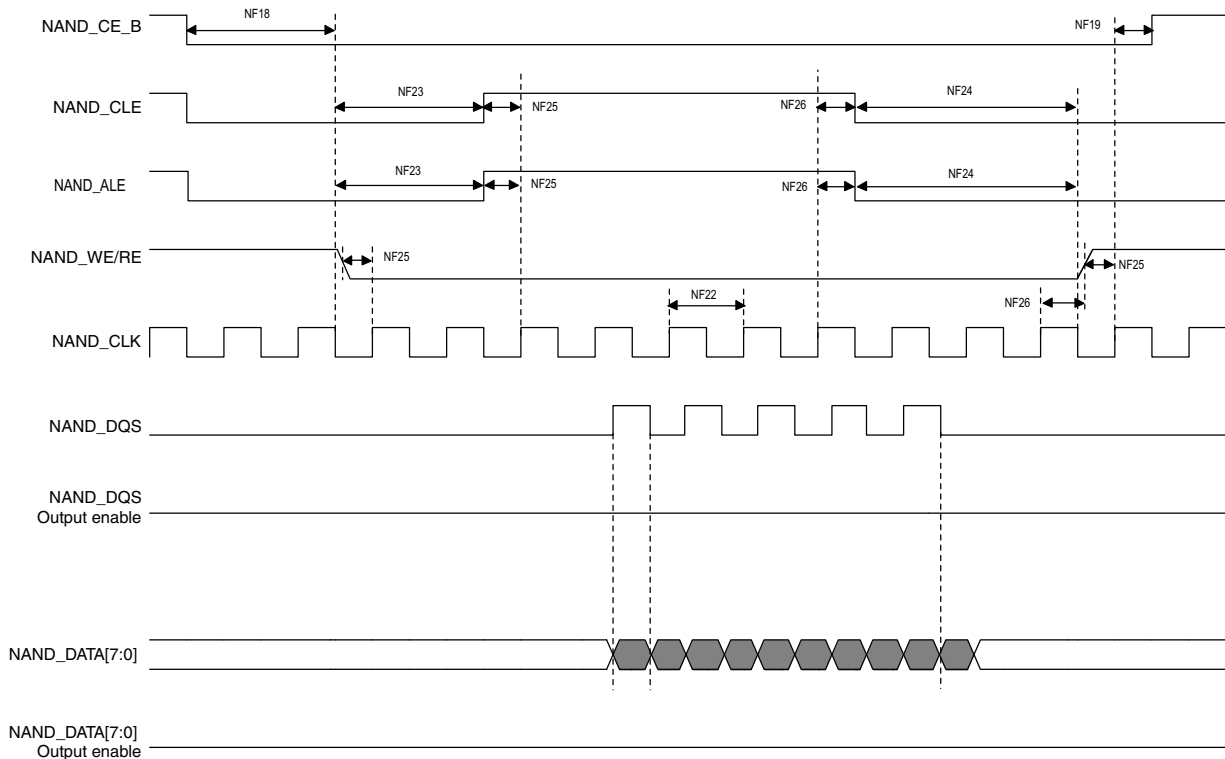 NF18
NAND_CE_B
NF19
NF23
NF24
NAND_CLE
NF25
NF26
NF23
NF24
NAND_ALE
NF25
NF26
NAND_WE/RE
NF25
NF25
NF22
NF26
NAND_CLK
NAND_DQS
NAND_DQS
Output enable
NAND_DATA[7:0]
NAND_DATA[7:0]
Output enable